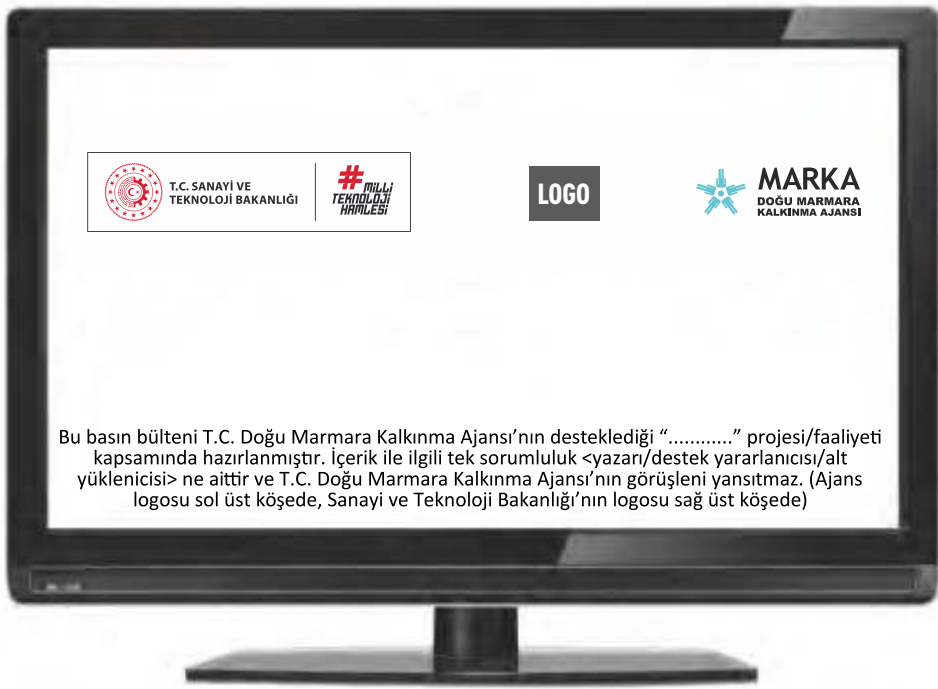 T.C. SANAYİ VE
TEKNOLOJİ BAKANLIĞI
#MİLLİ
TEKNOLOJİ
HAMLESİ
LOGO
MARKA
DOĞU MARMARA
KALKINMA AJANSI
Bu basın bülteni T.C. Doğu Marmara Kalkınma Ajansı’nın desteklediği “............” projesi/faaliyeti
kapsamında hazırlanmıştır. İçerik ile ilgili tek sorumluluk <yazarı/destek yararlanıcısı/alt
yüklenicisi> ne aittir ve T.C. Doğu Marmara Kalkınma Ajansı’nın görüşleni yansıtmaz. (Ajans
logosu sol üst köşede, Sanayi ve Teknoloji Bakanlığı’nın logosu sağ üst köşede)